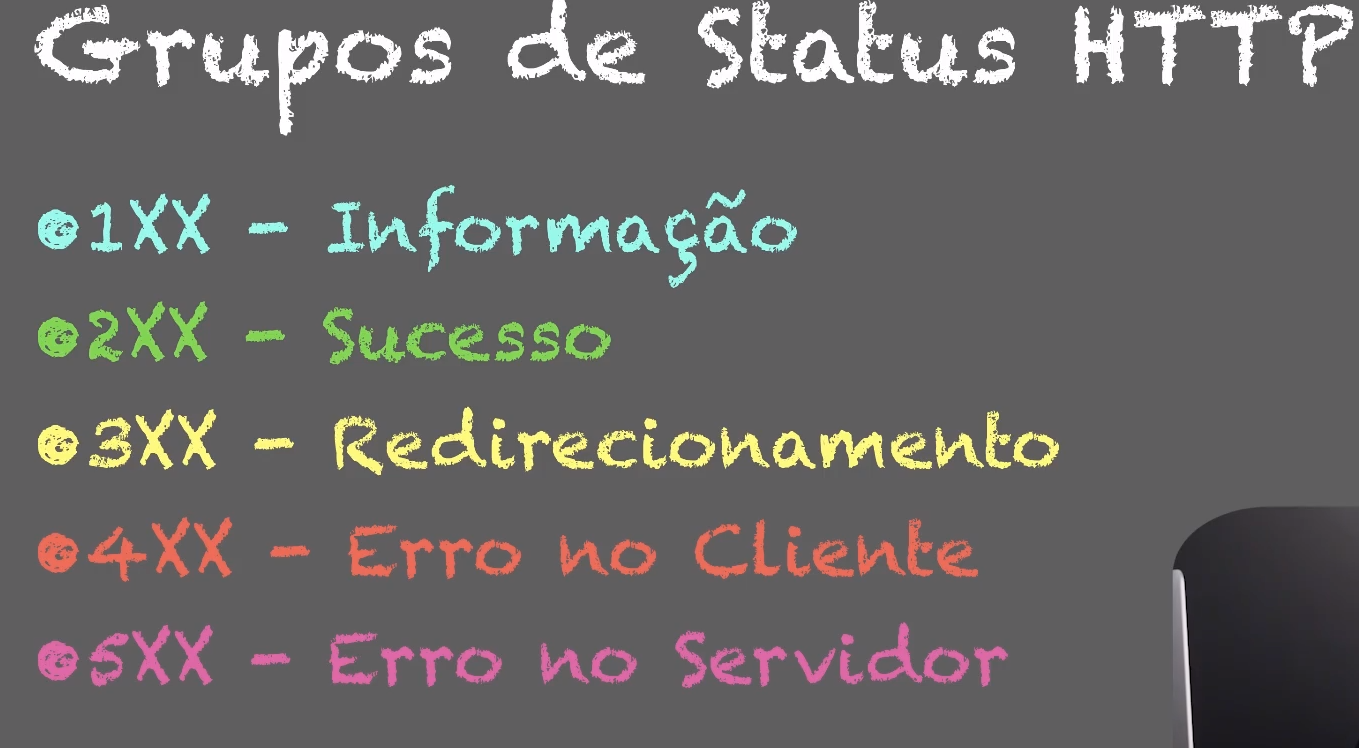 Grupos de Status HTTP
1XX - Informação
2XX - Sucesso
3XX - Redirecionamento
4XX - Erro no Cliente
5XX - Erro no Servidor